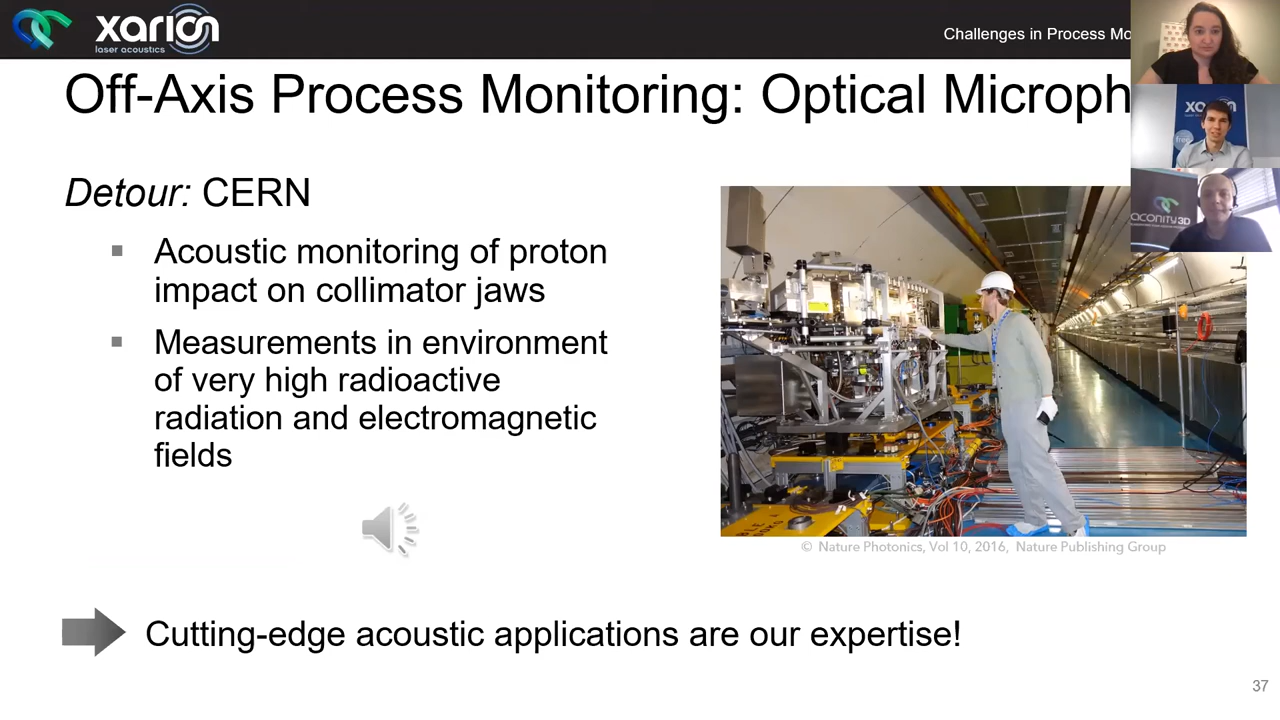 xarion
laser acoustics
Challenges in Process
Off-Axis Process Monitoring: Optical
Detour: CERN
▪ Acoustic monitoring of proton
impact on collimator jaws
▪ Measurements in environment
of very high radioactive
radiation and electromagnetic
fields
© Nature Photonics, Vol 10, 2016, Nature Publishing Group
Cutting-edge acoustic applications are our expertise!
37
xarion
free
aconity3D